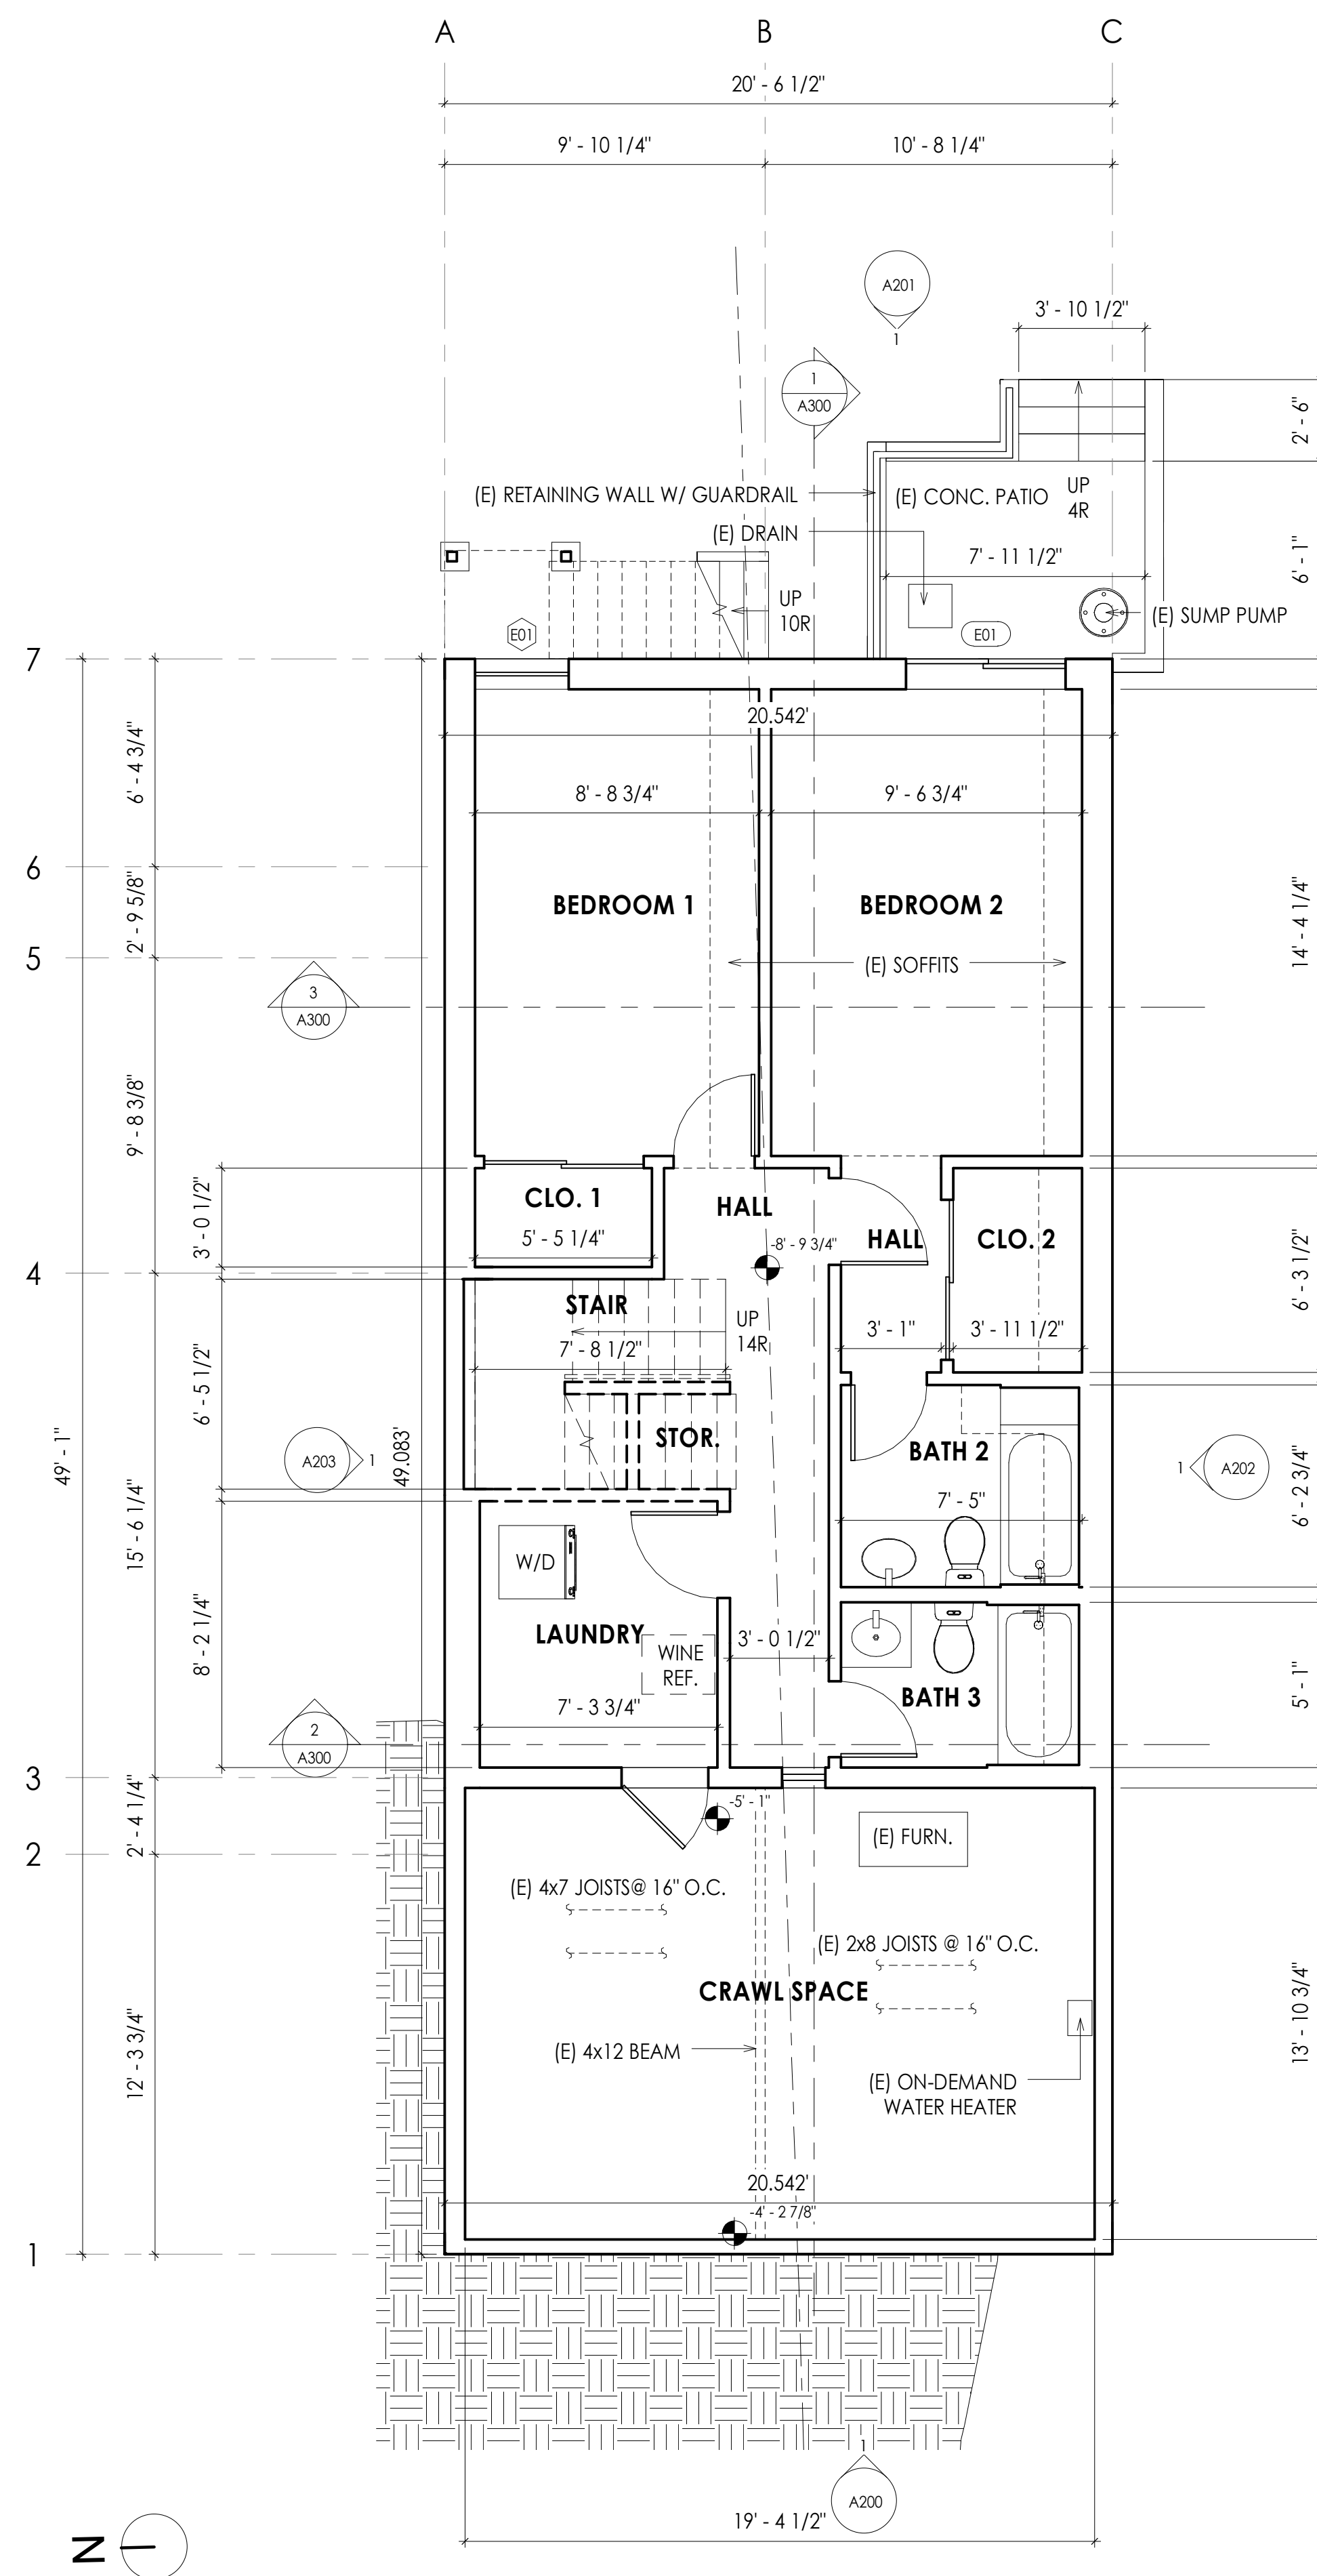 A B C
20' - 6 1/2"
9' - 10 1/4" 10' - 8 1/4"
A201
1
3' - 10 1/2"
1
A300
2' - 6"
(E) RETAINING WALL W/ GUARDRAIL
(E) CONC. PATIO
UP
4R
(E) DRAIN
7' - 11 1/2"
6' - 1"
UP
10R
(E) SUMP PUMP
E01
E01
7
20.542'
6' - 4 3/4"
8' - 8 3/4" 9' - 6 3/4"
6
BEDROOM 1 BEDROOM 2
2' - 9 5/8"
14' - 4 1/4"
5
(E) SOFFITS
3
A300
9' - 8 3/8"
CLO. 1
HALL
3' - 0 1/2"
5' - 5 1/4"
-8' - 9 3/4"
HALL
CLO. 2
6' - 3 1/2"
4
STAIR
UP
14R
3' - 1" 3' - 11 1/2"
7' - 8 1/2"
6' - 5 1/2"
STOR.
BATH 2
49' - 1"
A203
1
49.083'
1
A202
7' - 5"
6' - 2 3/4"
15' - 6 1/4"
W/D
LAUNDRY
8' - 2 1/4"
WINE
REF.
3' - 0 1/2"
BATH 3
5' - 1"
7' - 3 3/4"
2
A300
3
-5' - 1"
2' - 4 1/4"
(E) FURN.
2
(E) 4x7 JOISTS@ 16" O.C.
(E) 2x8 JOISTS @ 16" O.C.
CRAWL SPACE
12' - 3 3/4"
13' - 10 3/4"
(E) 4x12 BEAM
(E) ON-DEMAND
WATER HEATER
20.542'
-4' - 2 7/8"
1
1
A200
19' - 4 1/2"
N